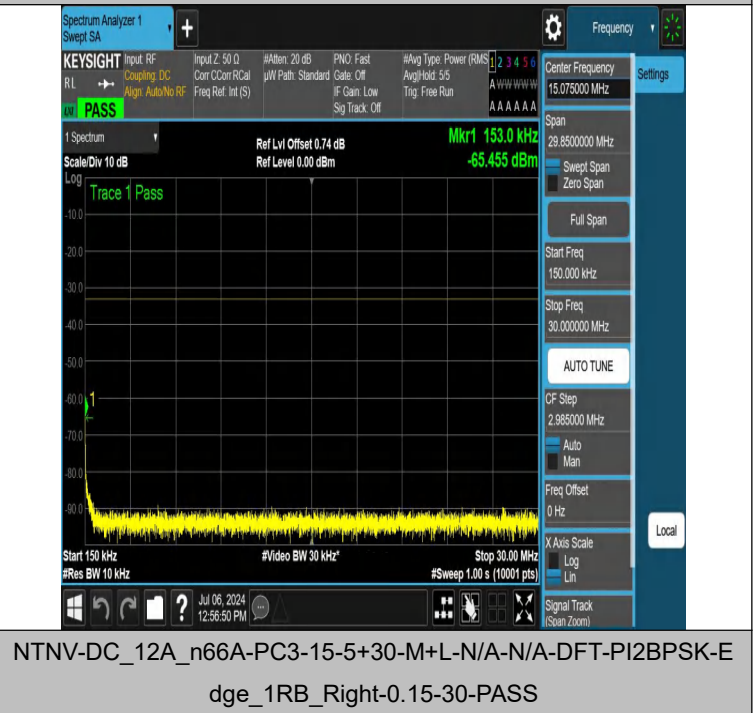 Spectrum Analyzer 1
Swept SA
+
Frequency
KEYSIGHT
RL
PASS
Input: RF
Coupling: DC
Align: Auto/No RF
Input Z: 50 Ω
Corr CCorr RCal
Freq Ref: Int (S)
#Atten: 20 dB
µW Path: Standard
PNO: Fast
Gate: Off
IF Gain: Low
Sig Track: Off
#Avg Type: Power (RMS
Avg|Hold: 5/5
Trig: Free Run
1 2 3 4 5 6
A W W W W W
A A A A A A
1 Spectrum
Scale/Div 10 dB
Ref Lvl Offset 0.74 dB
Ref Level 0.00 dBm
Mkr1 153.0 kHz
-65.455 dBm
Log
Trace 1 Pass
-10.0
-20.0
-30.0
-40.0
-50.0
-60.0
1
-70.0
-80.0
-90.0
Start 150 kHz
#Res BW 10 kHz
#Video BW 30 kHz*
Stop 30.00 MHz
#Sweep 1.00 s (10001 pts)
Center Frequency
15.075000 MHz
Settings
Span
29.8500000 MHz
Swept Span
Zero Span
Full Span
Start Freq
150.000 kHz
Stop Freq
30.000000 MHz
AUTO TUNE
CF Step
2.985000 MHz
Auto
Man
Freq Offset
0 Hz
X Axis Scale
Log
Lin
Local
Signal Track
(Span Zoom)
?
Jul 06, 2024
12:56:50 PM
NTNV-DC_12A_n66A-PC3-15-5+30-M+L-N/A-N/A-DFT-PI2BPSK-E
dge_1RB_Right-0.15-30-PASS